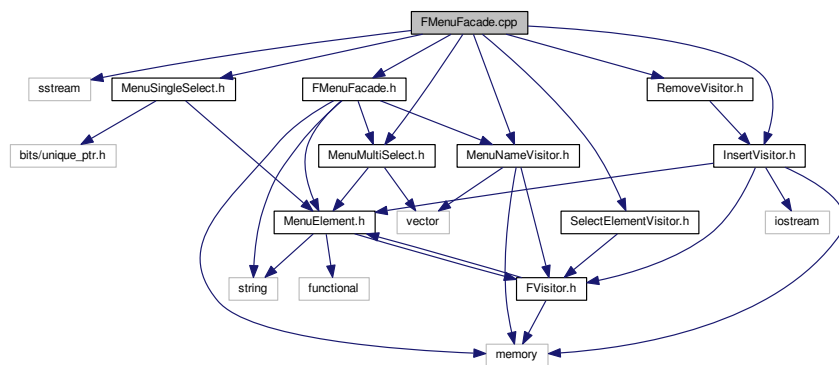 FMenuFacade.cpp
sstream
MenuSingleSelect.h
FMenuFacade.h
RemoveVisitor.h
bits/unique_ptr.h
MenuMultiSelect.h
MenuNameVisitor.h
InsertVisitor.h
MenuElement.h
vector
SelectElementVisitor.h
iostream
string
functional
FVisitor.h
memory